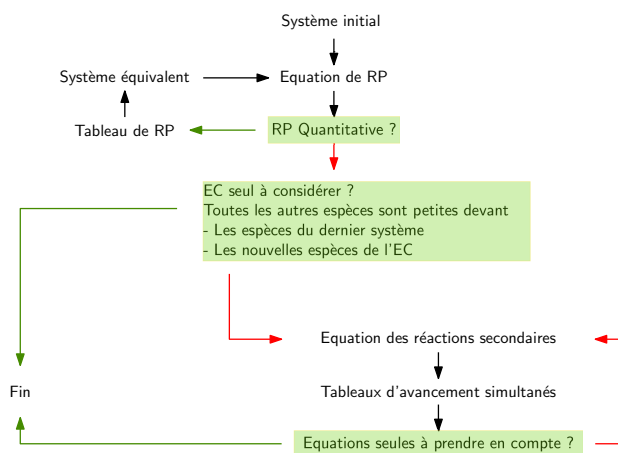 Système initial
Système équivalent
Equation de RP
Tableau de RP
RP Quantitative ?
EC seul à considérer ?
Toutes les autres espèces sont petites devant
- Les espèces du dernier système
- Les nouvelles espèces de l'EC
Equation des réactions secondaires
Fin
Tableaux d'avancement simultanés
Equations seules à prendre en compte ?